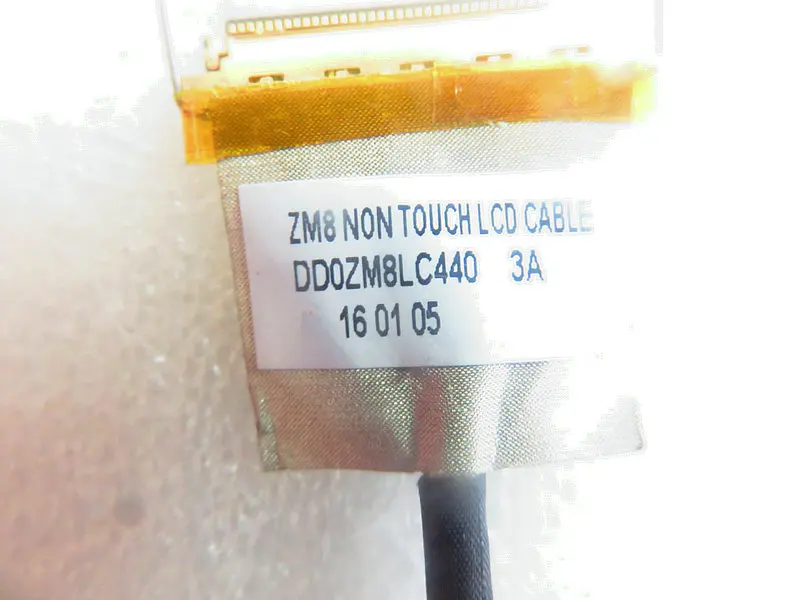 ZM8 NON TOUCH LCD CABLE
DD0ZM8LC440 3A
16 01 05